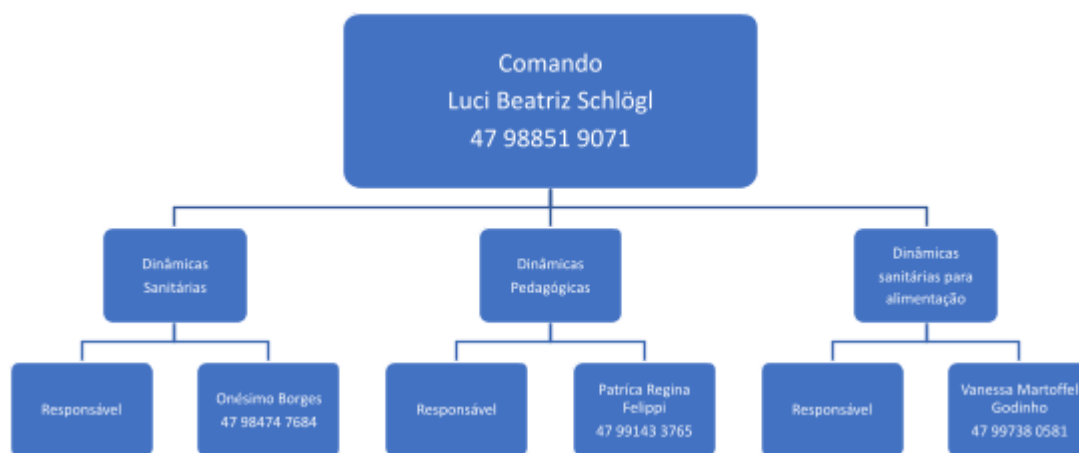 Comando
Luci Beatriz Schlögl
47 98851 9071
Dinâmicas
Sanitárias
Dinâmicas
Pedagógicas
Dinâmicas
sanitárias para
alimentação
Responsável
Onésimo Borges
47 98474 7684
Responsável
Patríca Regina
Felippi
47 99143 3765
Responsável
Vanessa Martoffel
Godinho
47 99738 0581